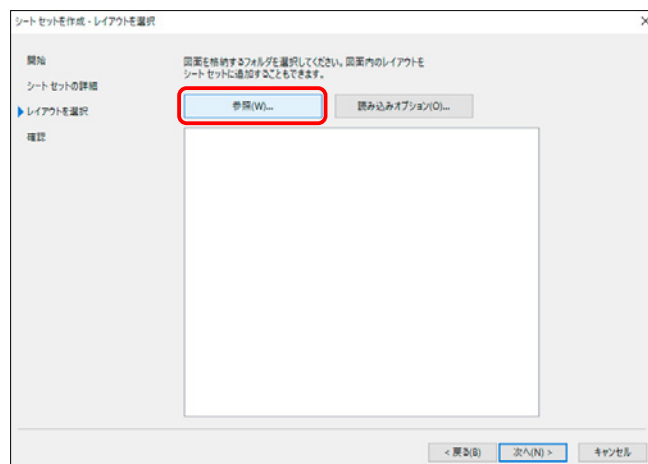 シート セットを作成 - レイアウトを選択
開始
シート セットの詳細
レイアウトを選択
確認
図面を格納するフォルダを選択してください。図面内のレイアウトを
シート セットに追加することもできます。
参照(W)...
読み込みオプション(O)...
< 戻る(B)
次へ(N) >
キャンセル